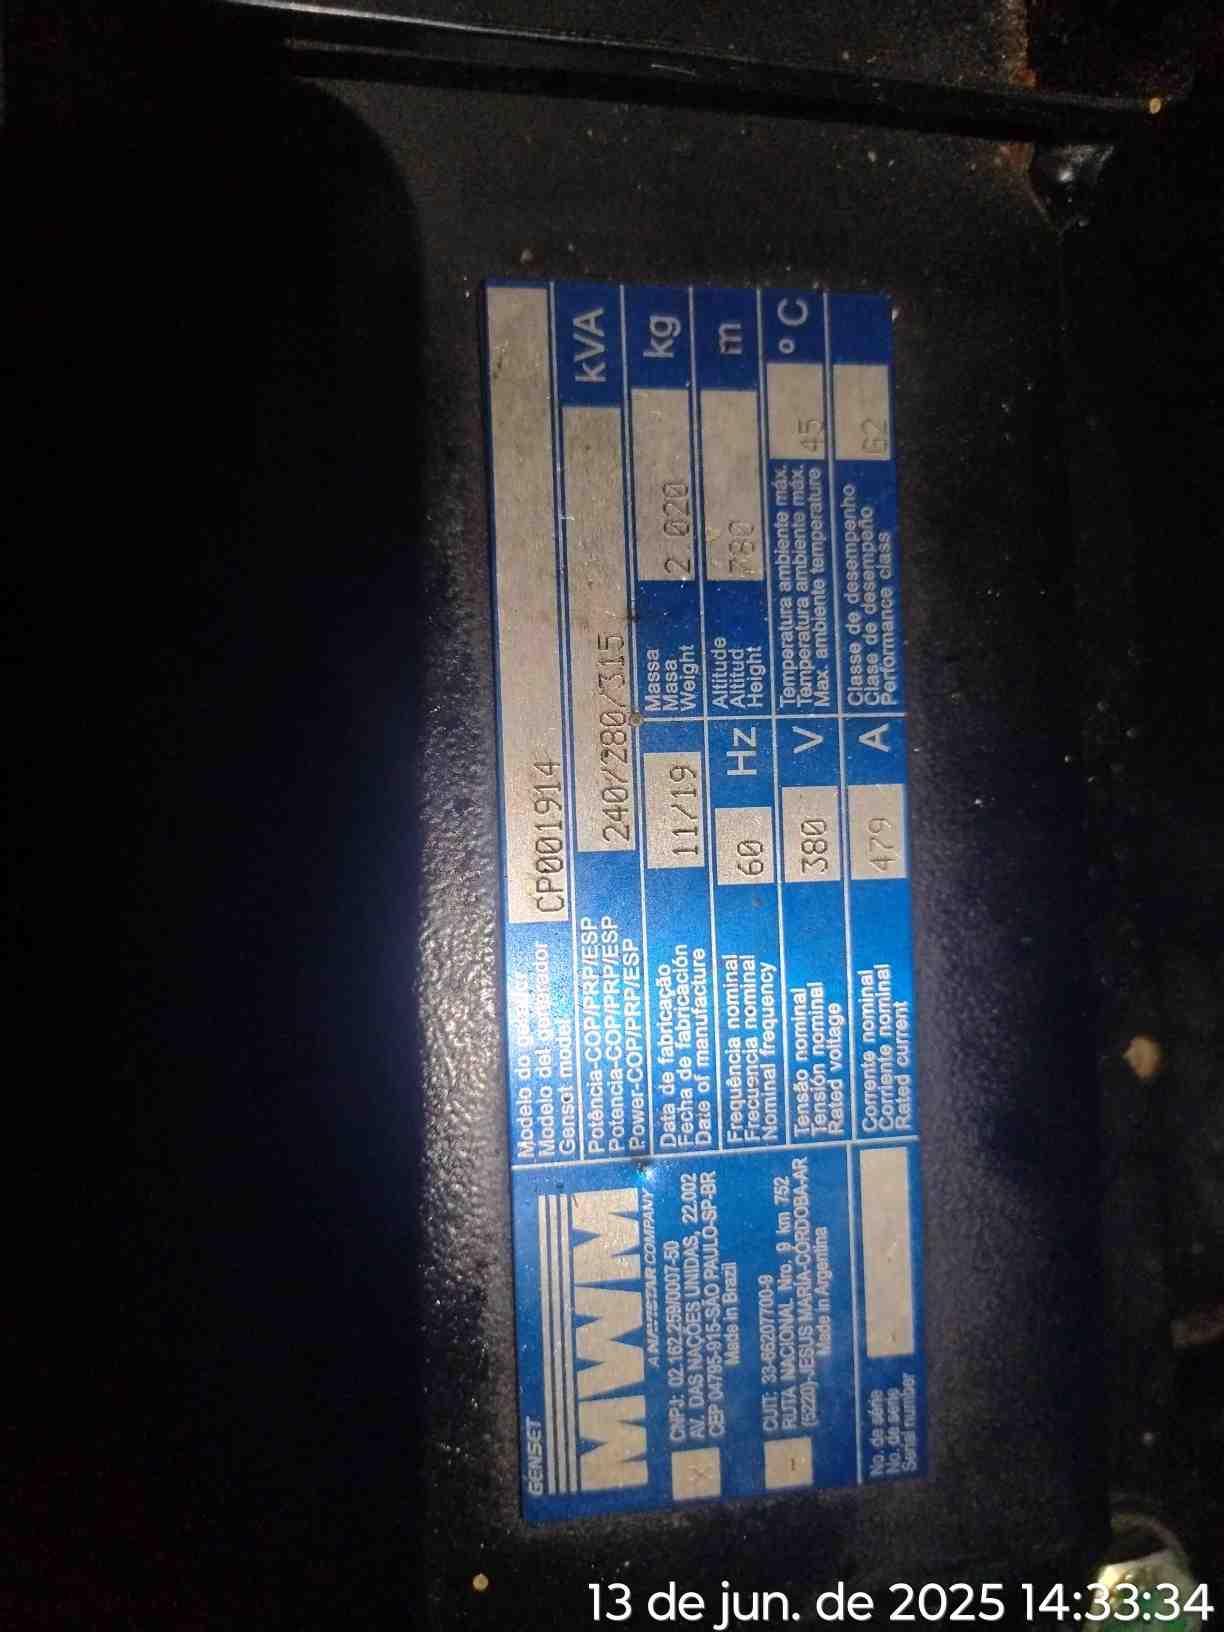 GENSET
MWM
A NAVISTAR COMPANY
X
CNPJ: 02.162.259/0007-50
AV. DAS NAÇÕES UNIDAS, 22.002
CEP 04795-915-SÃO PAULO-SP-BR
Made in Brazil
-
CUIT: 33-66207700-9
RUTA NACIONAL Nro. 9 km 752
(5220)-JESUS MARÍA-CÓRDOBA-AR
Made in Argentina
No. de série
No. de serie
Serial number
Modelo do gerador
Modelo del generador
Genset model
CP001914
Potência-COP/PRP/ESP
Potencia-COP/PRP/ESP
Power-COP/PRP/ESP
240/280/315
kVA
Data de fabricação
Fecha de fabricación
Date of manufacture
11/19
Massa
Masa
Weight
2.020
kg
Frequência nominal
Frecuencia nominal
Nominal frequency
60
Hz
Altitude
Altitud
Height
780
m
Tensão nominal
Tensión nominal
Rated voltage
380
V
Temperatura ambiente máx.
Temperatura ambiente máx.
Max. ambiente temperature
45
°C
Corrente nominal
Corriente nominal
Rated current
479
A
Classe de desempenho
Clase de desempeño
Performance class
G2
13 de jun. de 2025 14:33:34